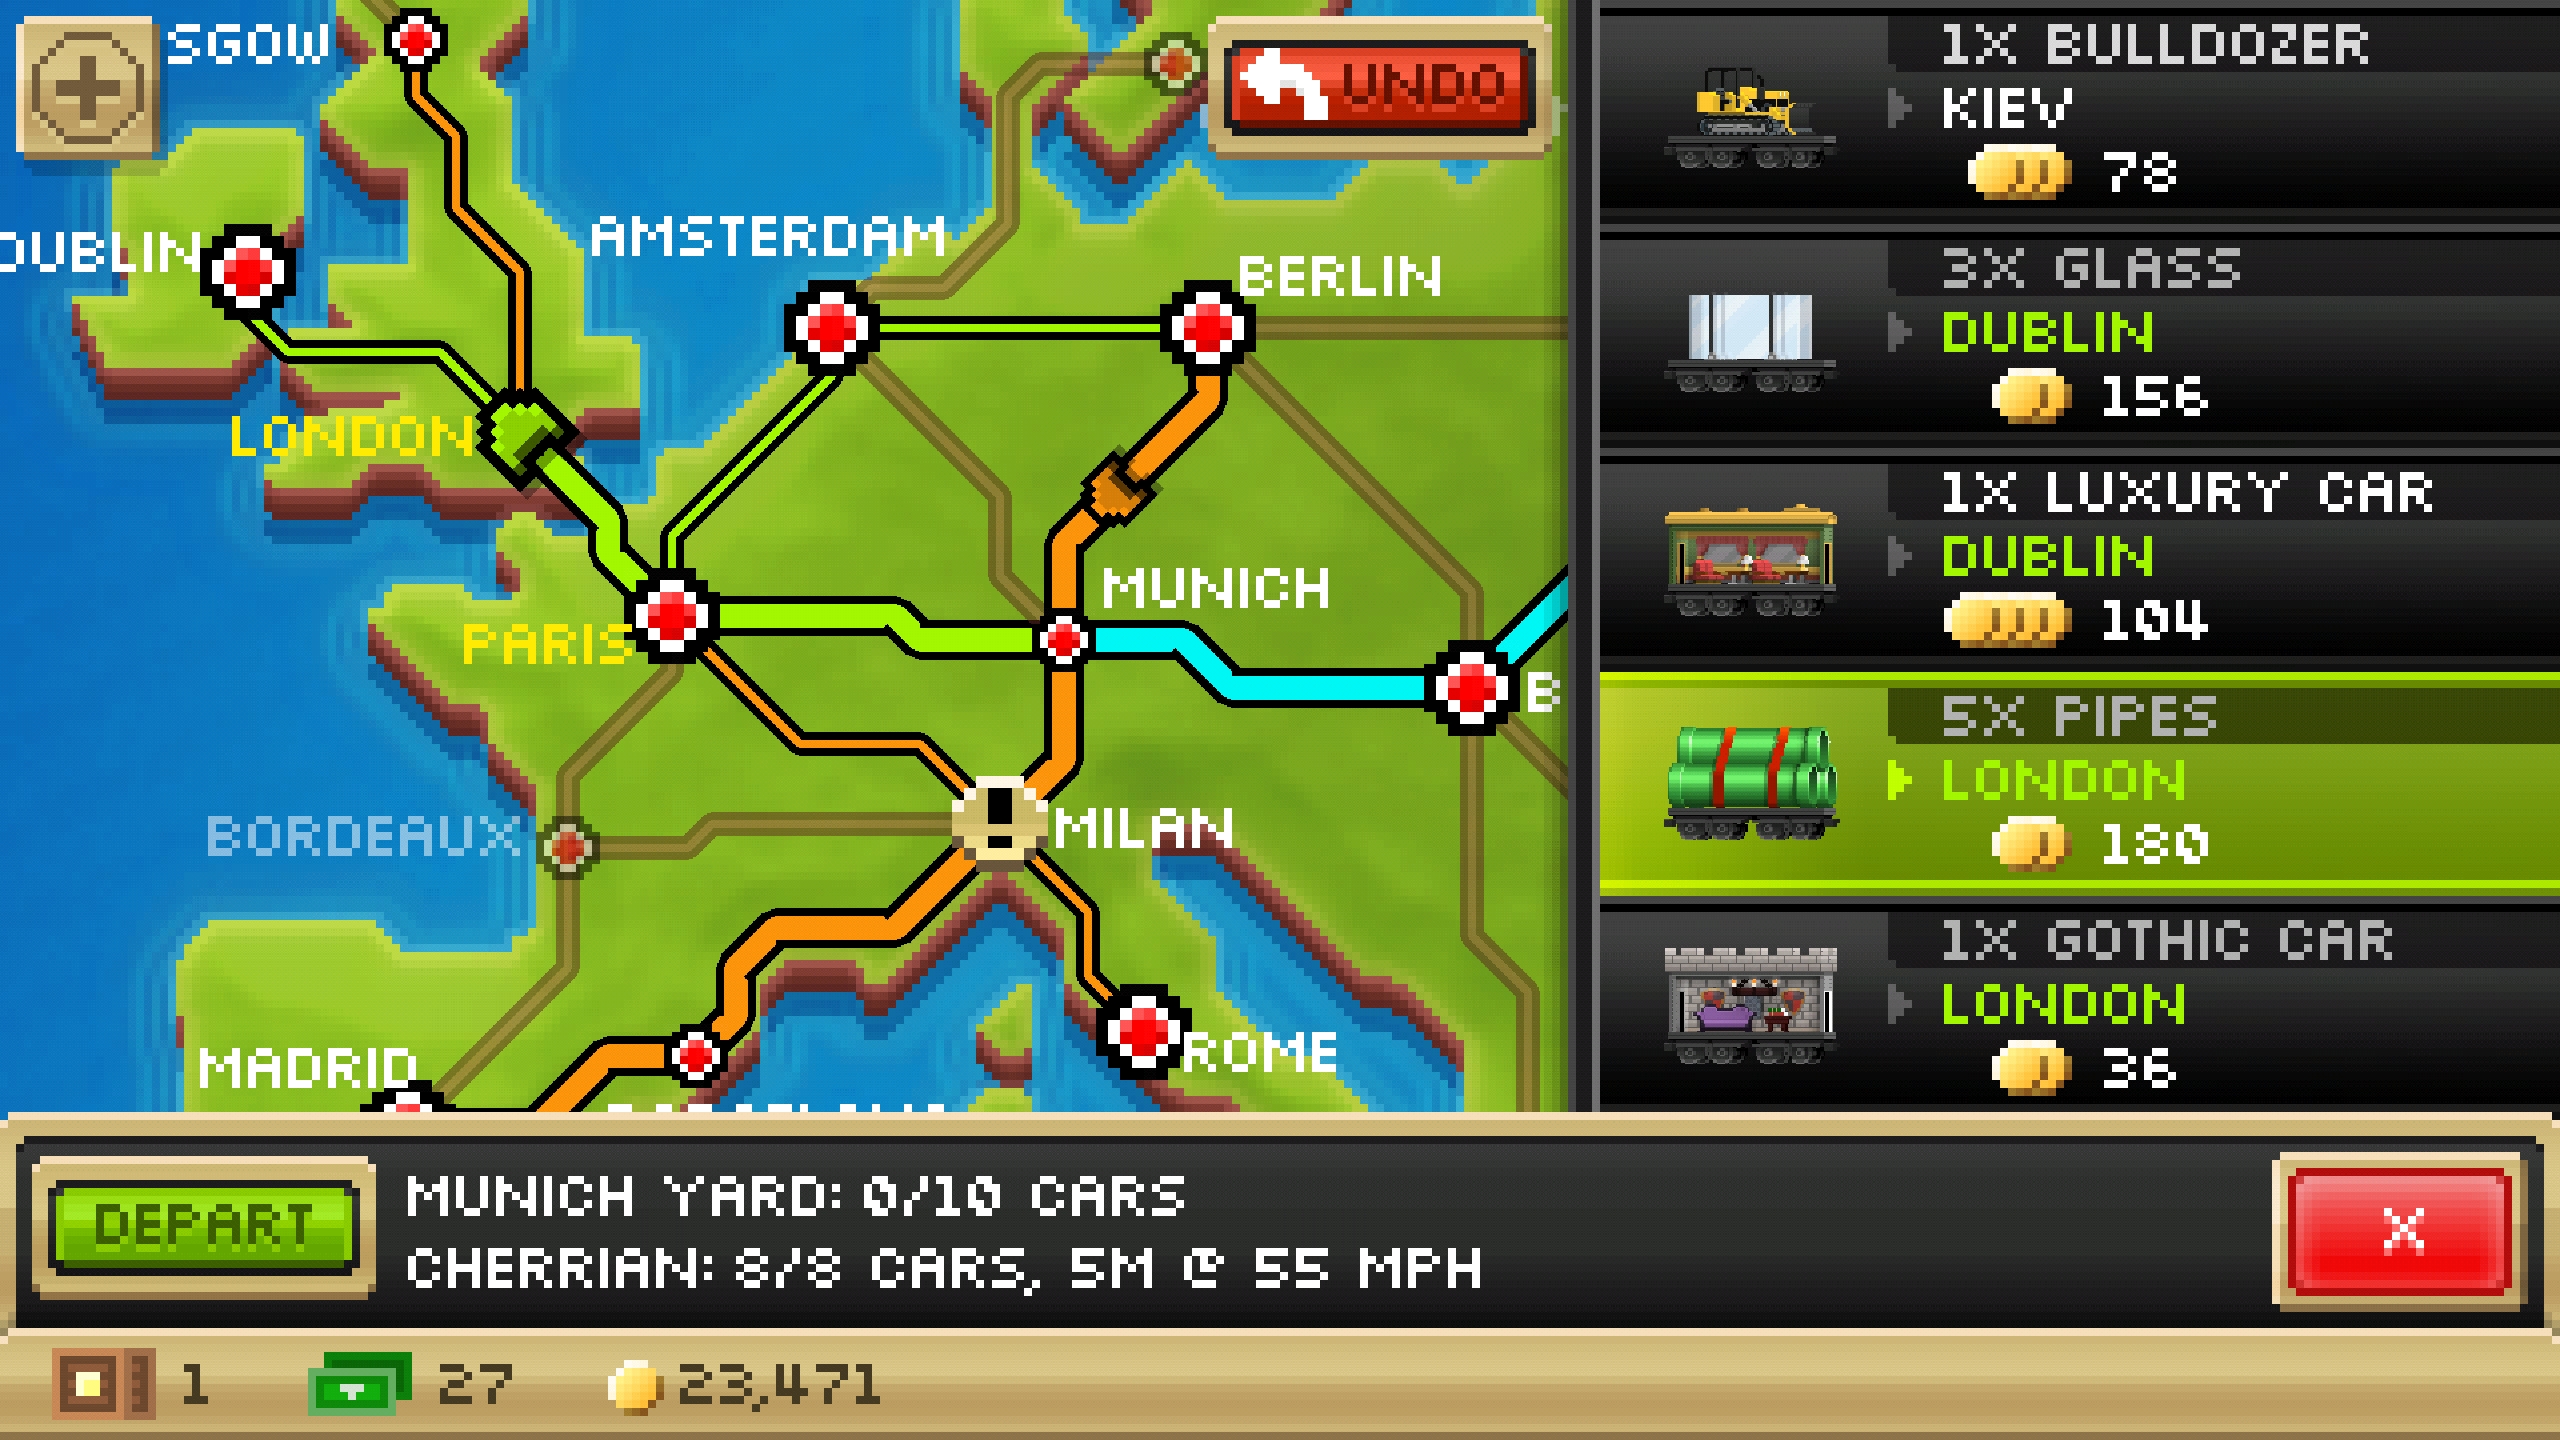 SGOW
UNDO
DUBLIN
AMSTERDAM
BERLIN
LONDON
MUNICH
PARIS
B
BORDEAUX
MILAN
MADRID
ROME
1X BULLDOZER
KIEV
78
3X GLASS
DUBLIN
156
1X LUXURY CAR
DUBLIN
104
5X PIPES
LONDON
180
1X GOTHIC CAR
LONDON
36
DEPART
MUNICH YARD: 0/10 CARS
CHERRIAN: 8/8 CARS, 5M @ 55 MPH
X
1
27
23,471